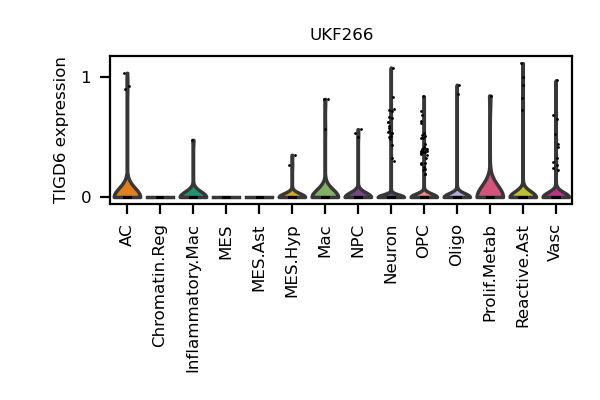 UKF266
TIGD6 expression
1
0
AC
Chromatin.Reg
Inflammatory.Mac
MES
MES.Ast
MES.Hyp
Mac
NPC
Neuron
OPC
Oligo
Prolif.Metab
Reactive.Ast
Vasc